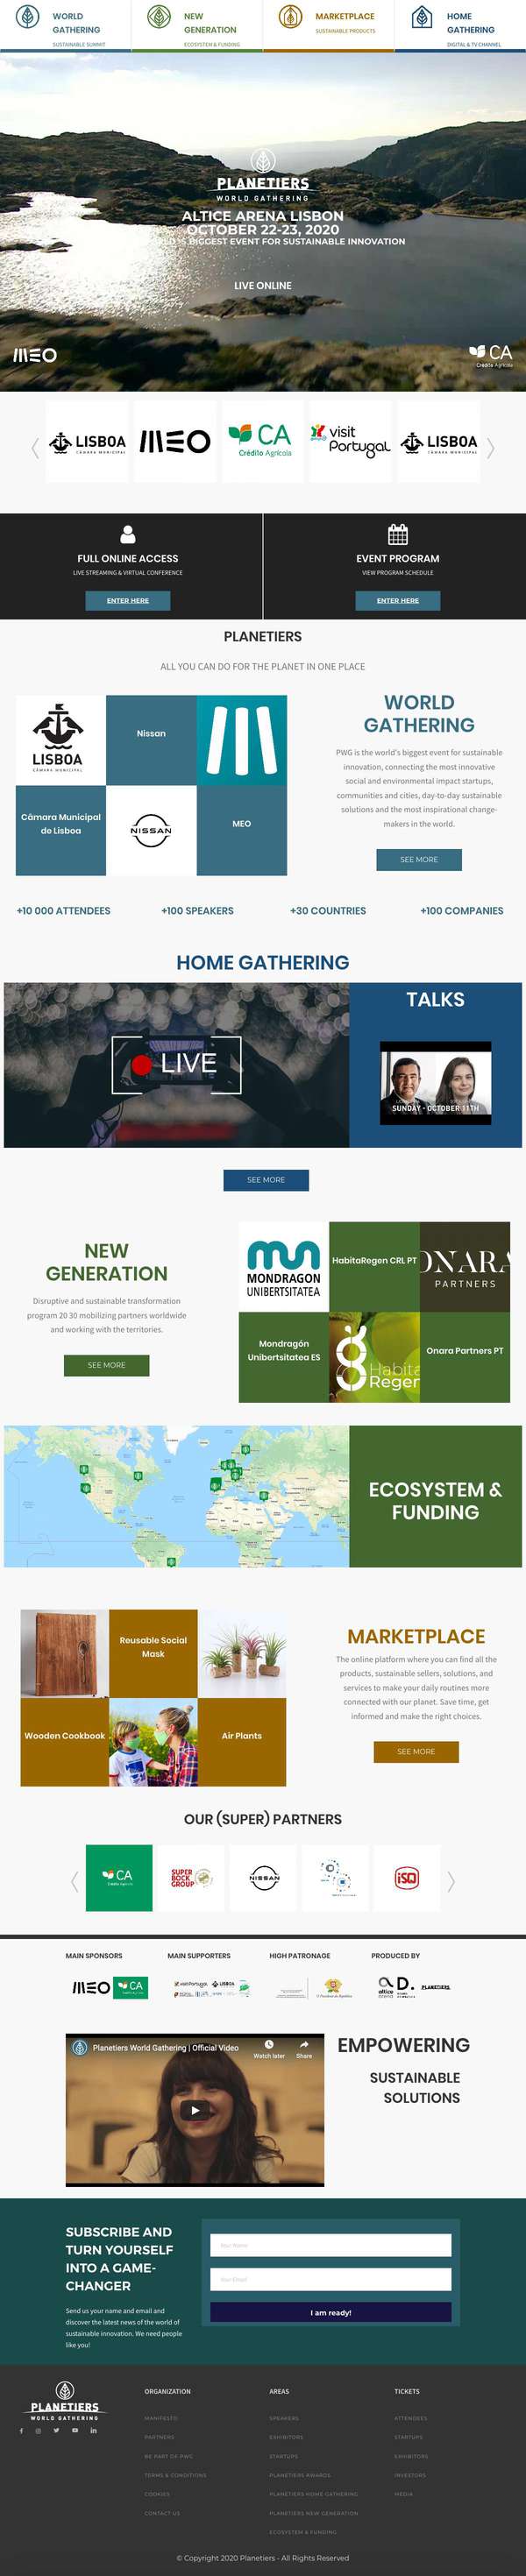 WORLD
GATHERING
SUSTAINABLE SUMMIT
NEW
GENERATION
ECOSYSTEM & FUNDING
MARKETPLACE
SUSTAINABLE PRODUCTS
HOME
GATHERING
DIGITAL & TV CHANNEL
PLANETIERS
WORLD GATHERING
ALTICE ARENA LISBON
OCTOBER 22-23, 2020
BIGGEST EVENT FOR SUSTAINABLE INNOVATION
LIVE ONLINE
MEO
CA
Crédito Agrícola
LISBOA
CÂMARA MUNICIPAL
MEO
CA
Crédito Agrícola
visit
Portugal
LISBOA
CÂMARA MUNICIPAL
FULL ONLINE ACCESS
LIVE STREAMING & VIRTUAL CONFERENCE
ENTER HERE
EVENT PROGRAM
VIEW PROGRAM SCHEDULE
ENTER HERE
PLANETIERS
ALL YOU CAN DO FOR THE PLANET IN ONE PLACE
LISBOA
CÂMARA MUNICIPAL
Nissan
Câmara Municipal
de Lisboa
NISSAN
MEO
WORLD
GATHERING
PWG is the world's biggest event for sustainable
innovation, connecting the most innovative
social and environmental impact startups,
communities and cities, day-to-day sustainable
solutions and the most inspirational change-
makers in the world.
SEE MORE
+10 000 ATTENDEES
+100 SPEAKERS
+30 COUNTRIES
+100 COMPANIES
HOME GATHERING
LIVE
TALKS
SUNDAY • OCTOBER 11TH
SEE MORE
NEW
GENERATION
Disruptive and sustainable transformation
program 20 30 mobilizing partners worldwide
and working with the territories.
SEE MORE
MONDRAGON
UNIBERTSITATEA
HabitaRegen CRL PT
ONARA
PARTNERS
Mondragón
Unibertsitatea ES
Habita
Regen
Onara Partners PT
ECOSYSTEM &
FUNDING
Reusable Social
Mask
Wooden Cookbook
Air Plants
MARKETPLACE
The online platform where you can find all the
products, sustainable sellers, solutions, and
services to make your daily routines more
connected with our planet. Save time, get
informed and make the right choices.
SEE MORE
OUR (SUPER) PARTNERS
CA
Crédito Agrícola
SUPER
BOCK
GROUP
NISSAN
iSQ
MAIN SPONSORS
MAIN SUPPORTERS
HIGH PATRONAGE
PRODUCED BY
MEO
CA
visitPortugal
LISBOA
altice
arena
D.
PLANETIERS
Planetiers World Gathering | Official Video
Watch later
Share
EMPOWERING
SUSTAINABLE
SOLUTIONS
SUBSCRIBE AND
TURN YOURSELF
INTO A GAME-
CHANGER
Send us your name and email and
discover the latest news of the world of
sustainable innovation. We need people
like you!
Your Name
Your Email
I am ready!
PLANETIERS
WORLD GATHERING
ORGANIZATION
MANIFESTO
PARTNERS
BE PART OF PWG
TERMS & CONDITIONS
COOKIES
CONTACT US
AREAS
SPEAKERS
EXHIBITORS
STARTUPS
PLANETIERS AWARDS
PLANETIERS HOME GATHERING
PLANETIERS NEW GENERATION
ECOSYSTEM & FUNDING
TICKETS
ATTENDEES
STARTUPS
EXHIBITORS
INVESTORS
MEDIA
© Copyright 2020 Planetiers - All Rights Reserved